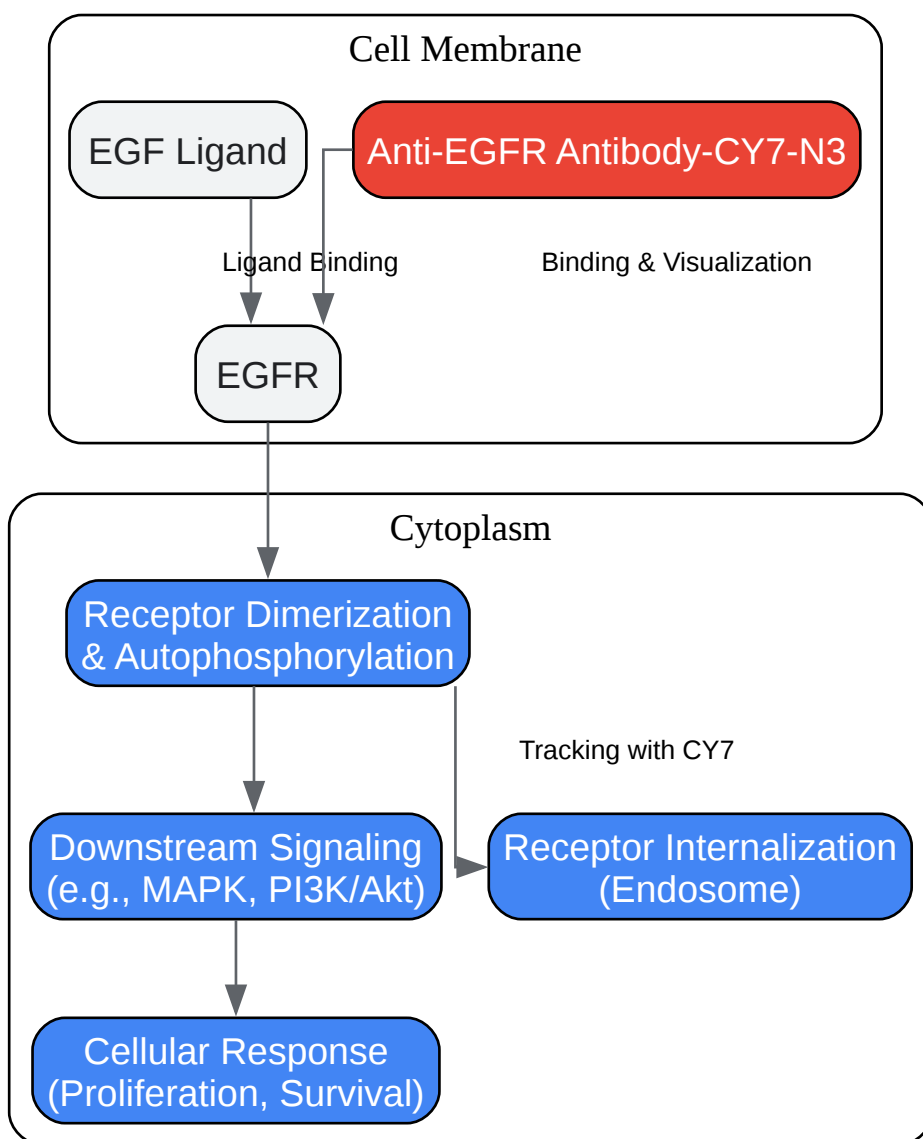 Cell Membrane
EGF Ligand
Anti-EGFR Antibody-CY7-N3
Ligand Binding
Binding & Visualization
EGFR
Cytoplasm
Receptor Dimerization
& Autophosphorylation
Tracking with CY7
Downstream Signaling
(e.g., MAPK, PI3K/Akt)
Receptor Internalization
(Endosome)
Cellular Response
(Proliferation, Survival)